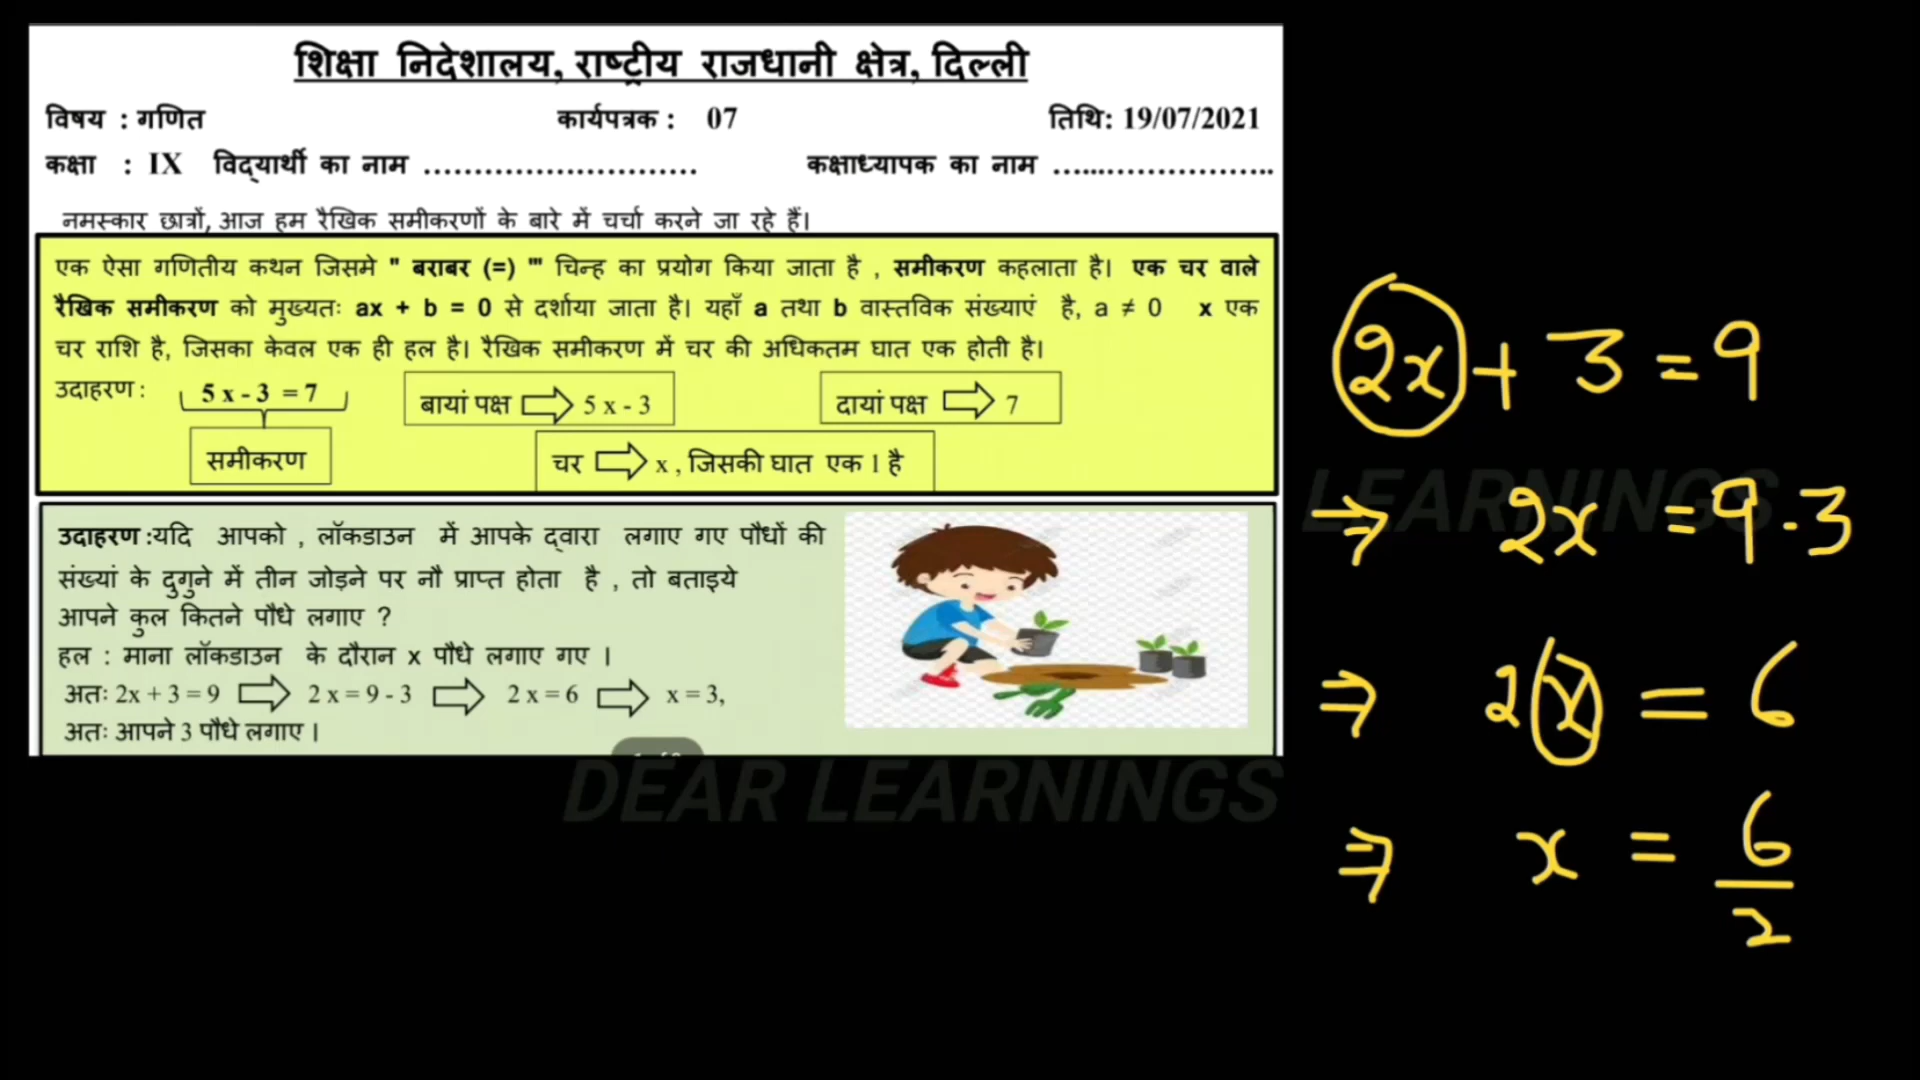 शिक्षा निदेशालय, राष्ट्रीय राजधानी क्षेत्र, दिल्ली
विषय : गणित कार्यपत्रक : 07 तिथि: 19/07/2021
कक्षा : IX विद्यार्थी का नाम ........................... कक्षाध्यापक का नाम ......................
नमस्कार छात्रों, आज हम रैखिक समीकरणों के बारे में चर्चा करने जा रहे हैं।
एक ऐसा गणितीय कथन जिसमे " बराबर (=) "' चिन्ह का प्रयोग किया जाता है , समीकरण कहलाता है। एक चर वाले
रैखिक समीकरण को मुख्यतः ax + b = 0 से दर्शाया जाता है। यहाँ a तथा b वास्तविक संख्याएं है, a ≠ 0 x एक
चर राशि है, जिसका केवल एक ही हल है। रैखिक समीकरण में चर की अधिकतम घात एक होती है।
उदाहरण : 5 x - 3 = 7 बायां पक्ष ⇨ 5 x - 3 दायां पक्ष ⇨ 7
समीकरण चर ⇨ x , जिसकी घात एक 1 है
उदाहरण :यदि आपको , लॉकडाउन में आपके द्वारा लगाए गए पौधों की
संख्यां के दुगुने में तीन जोड़ने पर नौ प्राप्त होता है , तो बताइये
आपने कुल कितने पौधे लगाए ?
हल : माना लॉकडाउन के दौरान x पौधे लगाए गए ।
अतः 2x + 3 = 9 ⇨ 2 x = 9 - 3 ⇨ 2 x = 6 ⇨ x = 3,
अतः आपने 3 पौधे लगाए ।
2x + 3 = 9
⇒ 2x = 9 - 3
⇒ 2x = 6
⇒ x = 6/2
LEARNINGS
DEAR LEARNINGS